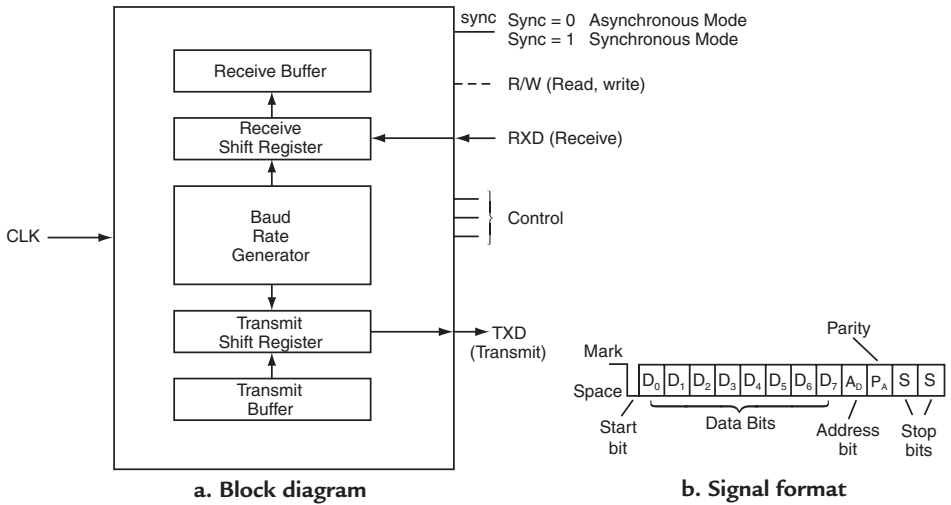 sync Sync = 0 Asynchronous Mode
Sync = 1 Synchronous Mode
Receive Buffer
R/W (Read, write)
Receive
Shift Register
RXD (Receive)
Baud
Rate
Generator
Control
CLK
Transmit
Shift Register
TXD
(Transmit)
Transmit
Buffer
a. Block diagram
Parity
Mark
Space
D0 D1 D2 D3 D4 D5 D6 D7 AD PA S S
Start
bit
Data Bits
Address
bit
Stop
bits
b. Signal format